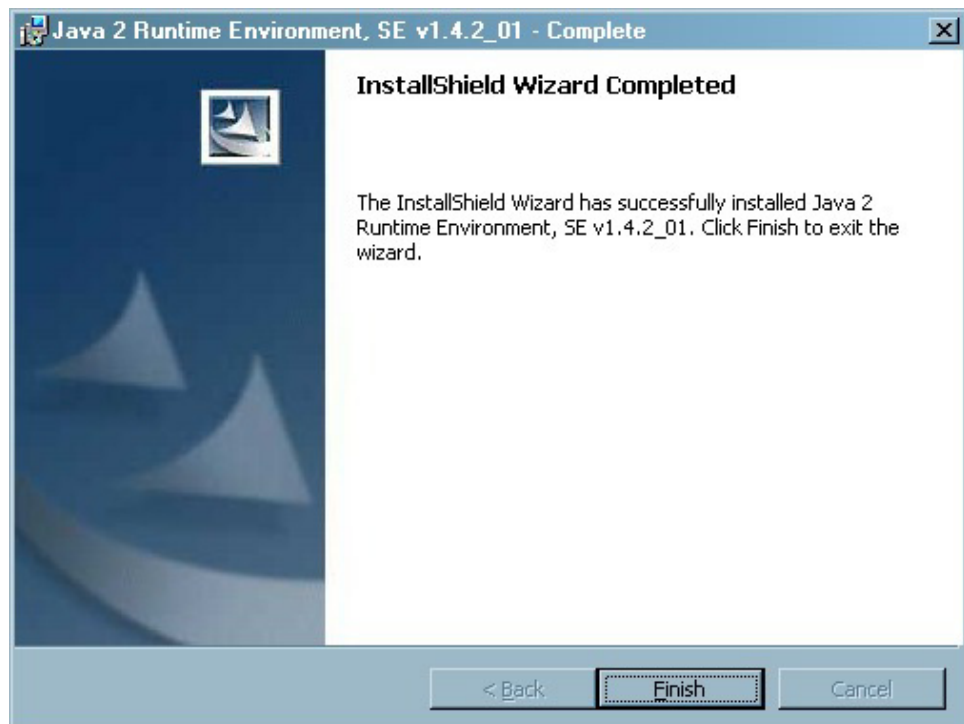 Java 2 Runtime Environment, SE v1.4.2_01 - Complete
InstallShield Wizard Completed
The InstallShield Wizard has successfully installed Java 2
Runtime Environment, SE v1.4.2_01. Click Finish to exit the
wizard.
< Back
Finish
Cancel